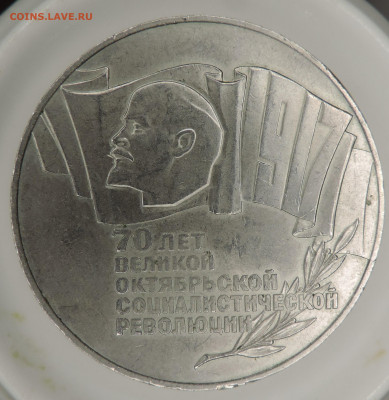 COINS.LAVE.RU
1917
70 ЛЕТ
ВЕЛИКОЙ
ОКТЯБРЬСКОЙ
СОЦИАЛИСТИЧЕСКОЙ
РЕВОЛЮЦИИ